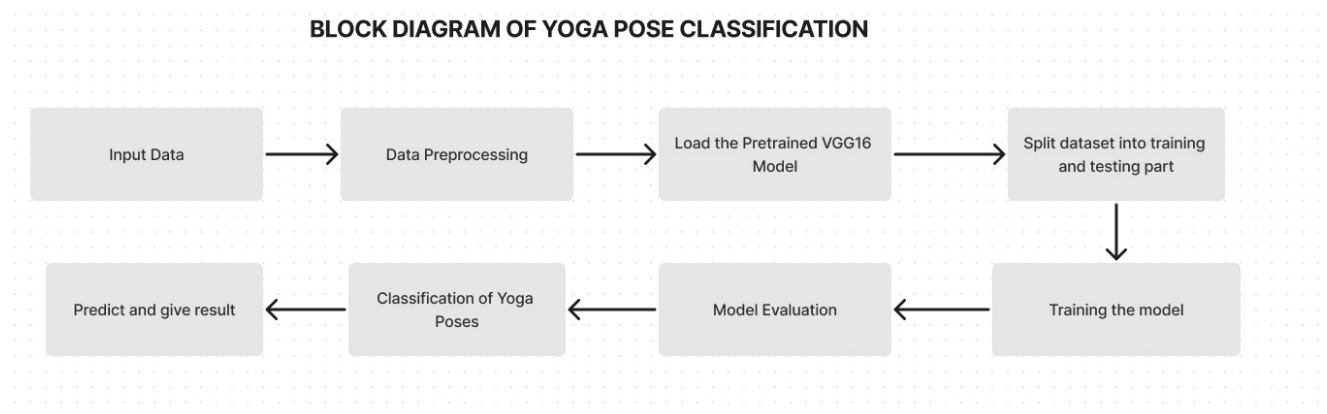 BLOCK DIAGRAM OF YOGA POSE CLASSIFICATION
Input Data
Data Preprocessing
Load the Pretrained VGG16
Model
Split dataset into training
and testing part
Training the model
Model Evaluation
Classification of Yoga
Poses
Predict and give result